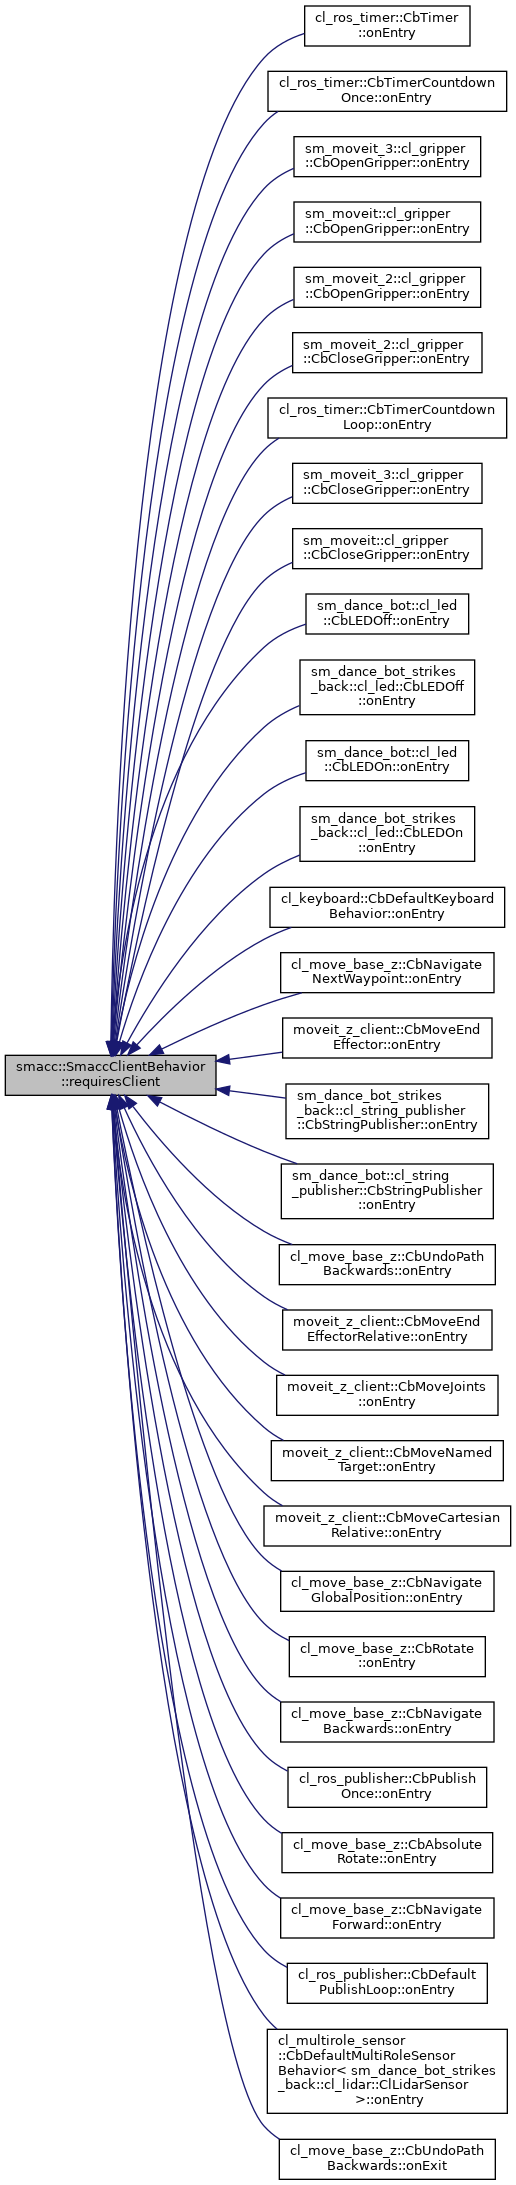 cl_ros_timer::CbTimer
::onEntry
cl_ros_timer::CbTimerCountdown
Once::onEntry
sm_moveit_3::cl_gripper
::CbOpenGripper::onEntry
sm_moveit::cl_gripper
::CbOpenGripper::onEntry
sm_moveit_2::cl_gripper
::CbOpenGripper::onEntry
sm_moveit_2::cl_gripper
::CbCloseGripper::onEntry
cl_ros_timer::CbTimerCountdown
Loop::onEntry
sm_moveit_3::cl_gripper
::CbCloseGripper::onEntry
sm_moveit::cl_gripper
::CbCloseGripper::onEntry
sm_dance_bot::cl_led
::CbLEDOff::onEntry
sm_dance_bot_strikes
_back::cl_led::CbLEDOff
::onEntry
sm_dance_bot::cl_led
::CbLEDOn::onEntry
sm_dance_bot_strikes
_back::cl_led::CbLEDOn
::onEntry
cl_keyboard::CbDefaultKeyboard
Behavior::onEntry
cl_move_base_z::CbNavigate
NextWaypoint::onEntry
moveit_z_client::CbMoveEnd
Effector::onEntry
smacc::SmaccClientBehavior
::requiresClient
sm_dance_bot_strikes
_back::cl_string_publisher
::CbStringPublisher::onEntry
sm_dance_bot::cl_string
_publisher::CbStringPublisher
::onEntry
cl_move_base_z::CbUndoPath
Backwards::onEntry
moveit_z_client::CbMoveEnd
EffectorRelative::onEntry
moveit_z_client::CbMoveJoints
::onEntry
moveit_z_client::CbMoveNamed
Target::onEntry
moveit_z_client::CbMoveCartesian
Relative::onEntry
cl_move_base_z::CbNavigate
GlobalPosition::onEntry
cl_move_base_z::CbRotate
::onEntry
cl_move_base_z::CbNavigate
Backwards::onEntry
cl_ros_publisher::CbPublish
Once::onEntry
cl_move_base_z::CbAbsolute
Rotate::onEntry
cl_move_base_z::CbNavigate
Forward::onEntry
cl_ros_publisher::CbDefault
PublishLoop::onEntry
cl_multirole_sensor
::CbDefaultMultiRoleSensor
Behavior< sm_dance_bot_strikes
_back::cl_lidar::ClLidarSensor
>::onEntry
cl_move_base_z::CbUndoPath
Backwards::onExit